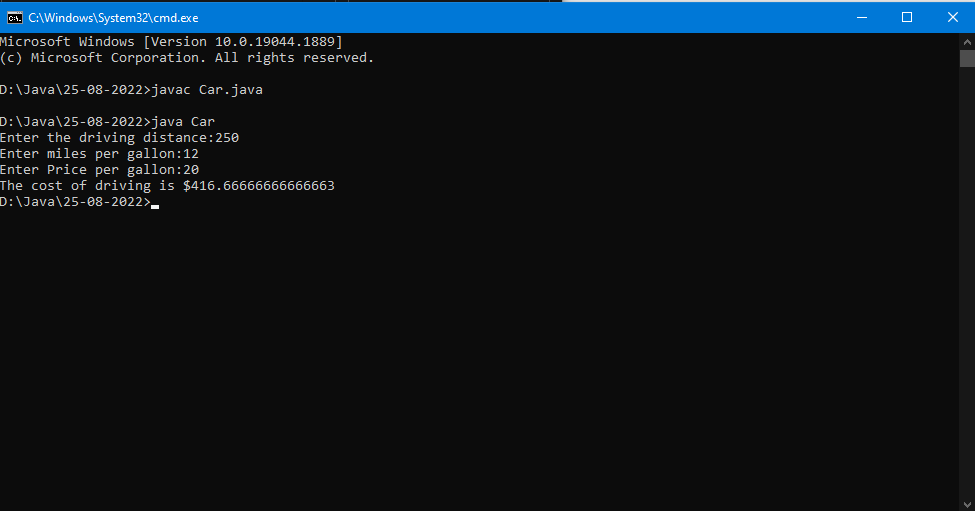 C:\Windows\System32\cmd.exe
Microsoft Windows [Version 10.0.19044.1889]
(c) Microsoft Corporation. All rights reserved.
D:\Java\25-08-2022>javac Car.java
D:\Java\25-08-2022>java Car
Enter the driving distance:250
Enter miles per gallon:12
Enter Price per gallon:20
The cost of driving is $416.66666666666663
D:\Java\25-08-2022>